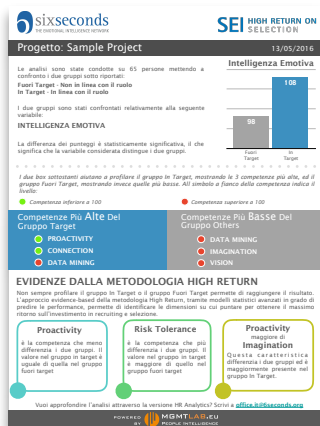 sixseconds
THE EMOTIONAL INTELLIGENCE NETWORK
SEI HIGH RETURN ON SELECTION
Progetto: Sample Project 13/05/2016
Le analisi sono state condotte su 65 persone mettendo a
confronto i due gruppi sotto riportati:
Fuori Target - Non in linea con il ruolo
In Target - In linea con il ruolo
I due gruppi sono stati confrontati relativamente alla seguente
variabile:
INTELLIGENZA EMOTIVA
La differenza dei punteggi è statisticamente significativa, il che
significa che la variabile considerata distingue i due gruppi.
Intelligenza Emotiva
108
98
Fuori Target
In Target
I due box sottostanti aiutano a profilare il gruppo In Target, mostrando le 3 competenze più alte, ed il
gruppo Fuori Target, mostrando invece quelle più basse. All simbolo in fianco della competenza indica il
livello:
Competenza inferiore a 100
Competenza superiore a 100
Competenze Più Alte Del
Gruppo Target
PROACTIVITY
CONNECTION
DATA MINING
Competenze Più Basse Del
Gruppo Others
DATA MINING
IMAGINATION
VISION
EVIDENZE DALLA METODOLOGIA HIGH RETURN
Non sempre profilare il gruppo In Target o il gruppo Fuori Target permette di raggiungere il risultato.
L'approccio evidence-based della metodologia High Return, tramite modelli statistici avanzati in grado di
predire le performance, permette di identificare le dimensioni su cui puntare per ottenere il massimo
ritorno sull'investimento in recruiting e selezione.
Proactivity
è la competenza che meno
differenzia i due gruppi. Il
valore nel gruppo in target è
uguale di quella nel gruppo
fuori target
Risk Tolerance
è la competenza che più
differenzia i due gruppi. Il
valore nel gruppo in target
è maggiore di quello nel
gruppo fuori target
Proactivity
maggiore di
Imagination
Questa caratteristica
differenzia i due gruppi ed è
maggiormente presente nel
gruppo In Target.
Vuoi approfondire l'analisi attraverso la versione HR Analytics? Scrivi a office.it@6seconds.org
POWERED BY MGMTLAB.EU
PEOPLE INTELLIGENCE